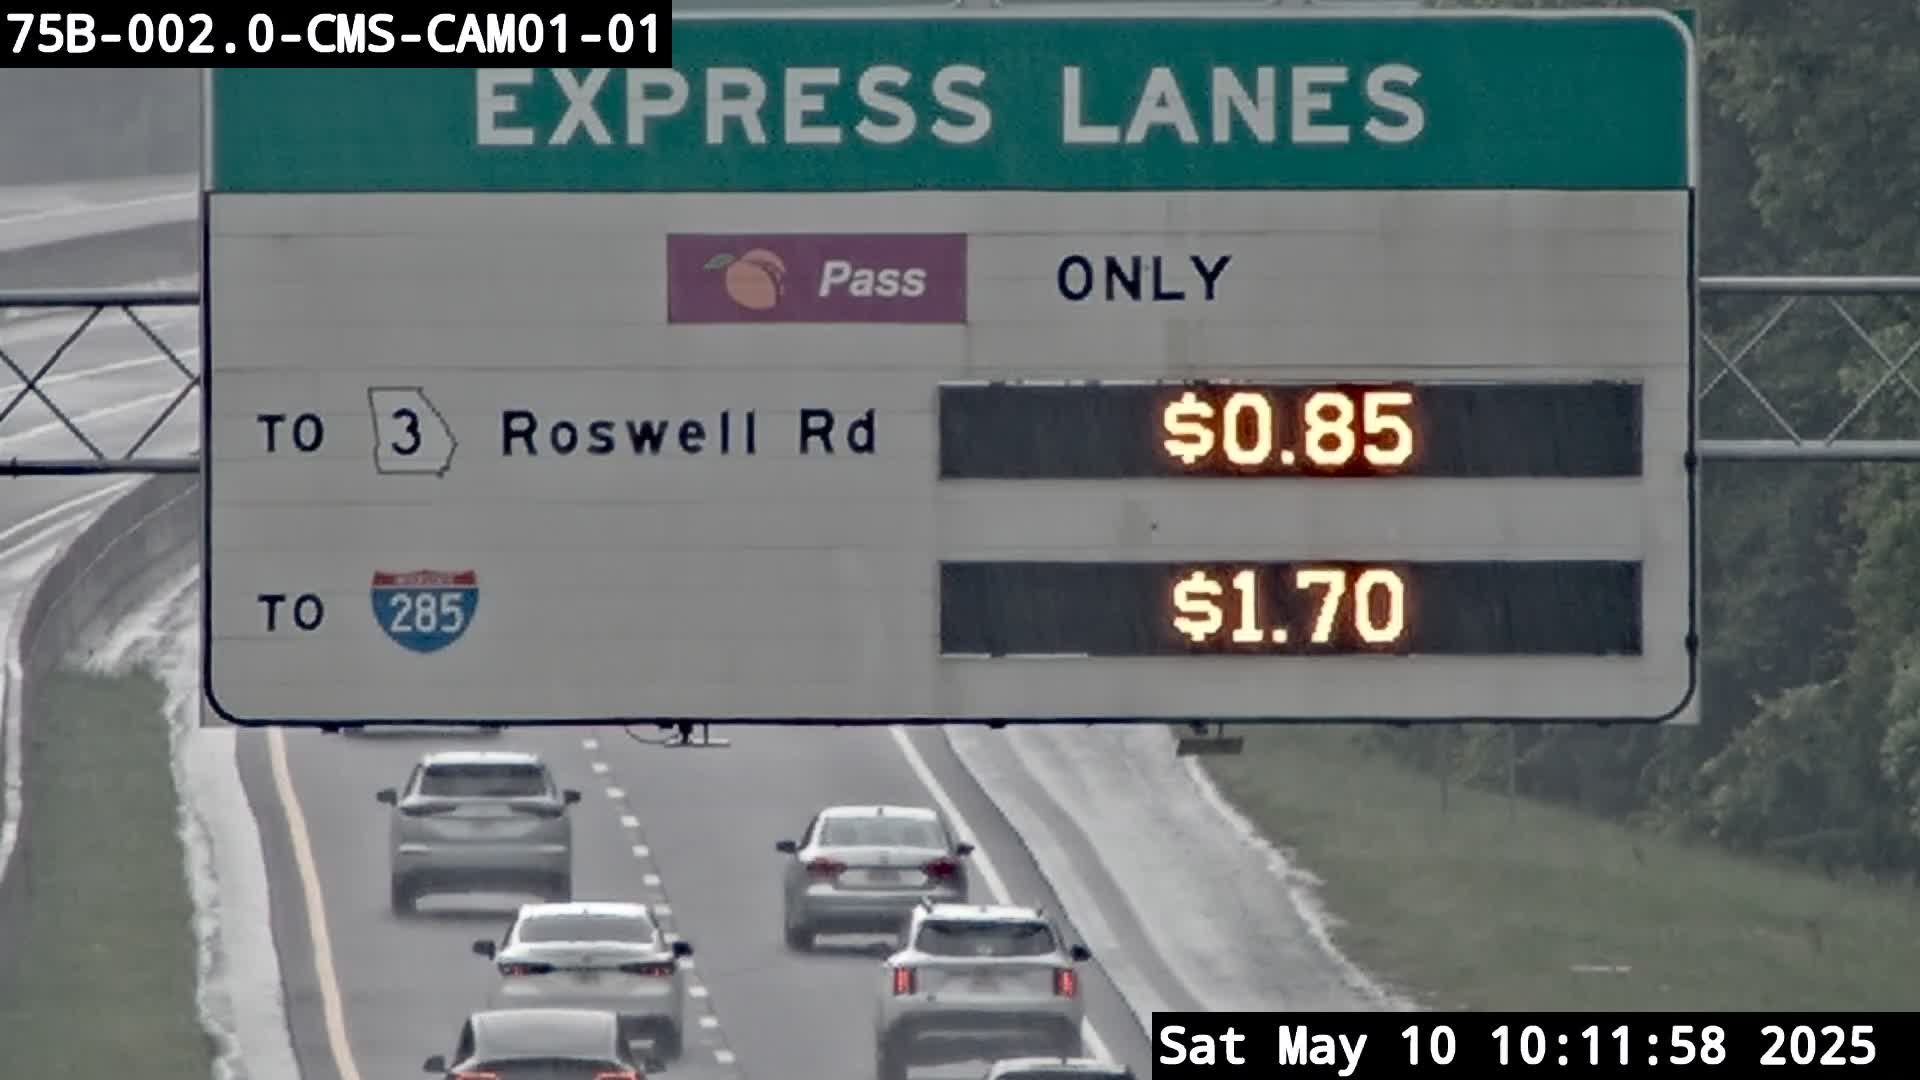 75B-002.0-CMS-CAM01-01
EXPRESS LANES
Pass ONLY
TO 3 Roswell Rd $0.85
TO 285 $1.70
Sat May 10 10:11:58 2025